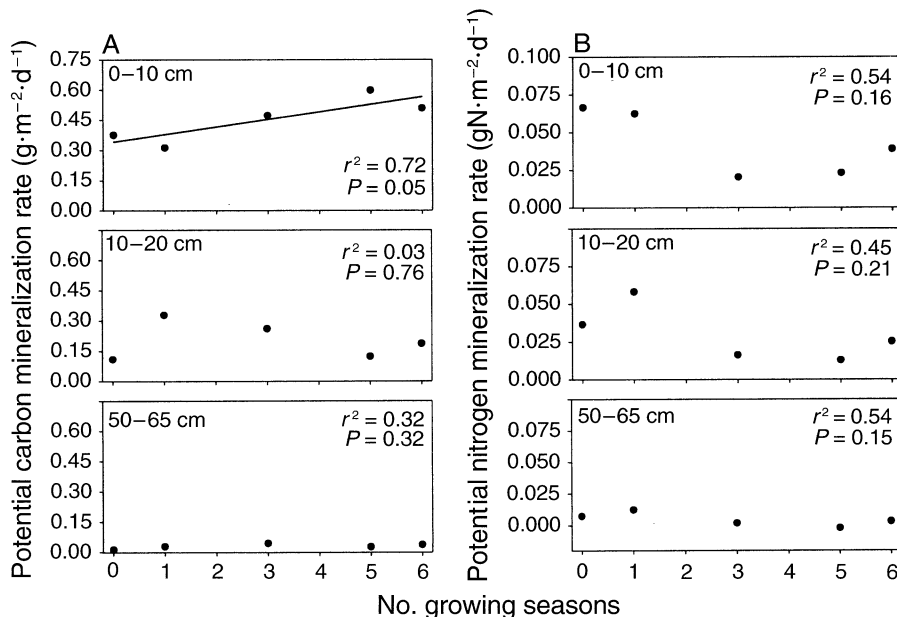 A
Potential carbon mineralization rate (g·m⁻²·d⁻¹)
0.75
0.60
0.45
0.30
0.15
0.00
0–10 cm
r² = 0.72
P = 0.05
0.60
0.45
0.30
0.15
0.00
10–20 cm
r² = 0.03
P = 0.76
0.60
0.45
0.30
0.15
0.00
50–65 cm
r² = 0.32
P = 0.32
0 1 2 3 4 5 6
B
Potential nitrogen mineralization rate (gN·m⁻²·d⁻¹)
0.100
0.075
0.050
0.025
0.000
0–10 cm
r² = 0.54
P = 0.16
0.075
0.050
0.025
0.000
10–20 cm
r² = 0.45
P = 0.21
0.075
0.050
0.025
0.000
50–65 cm
r² = 0.54
P = 0.15
0 1 2 3 4 5 6
No. growing seasons